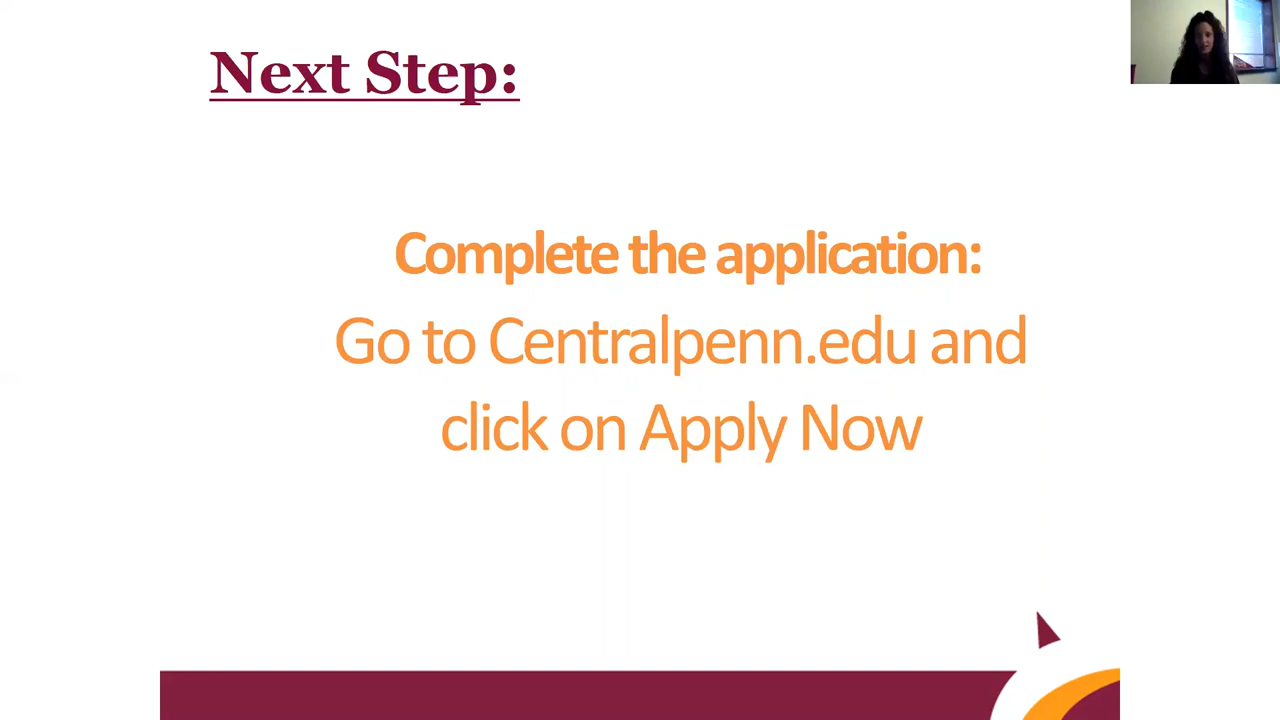 Next Step:
Complete the application:
Go to Centralpenn.edu and
click on Apply Now